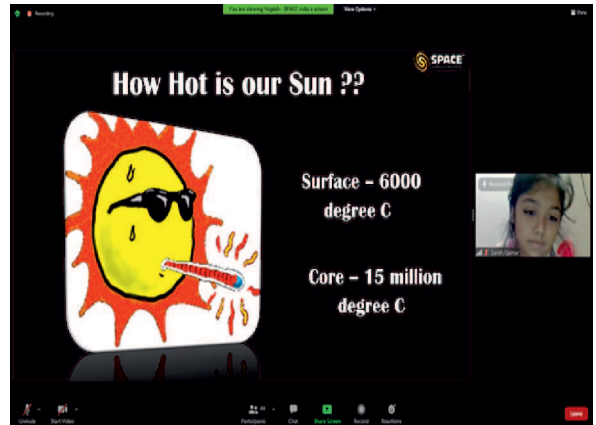 Recording
You are viewing Yogesh - SPACE India's screen
View Options
View
SPACE
How Hot is our Sun ??
Surface – 6000
degree C
Core – 15 million
degree C
Unmute
Start Video
Participants
Chat
Share Screen
Record
Reactions
Leave